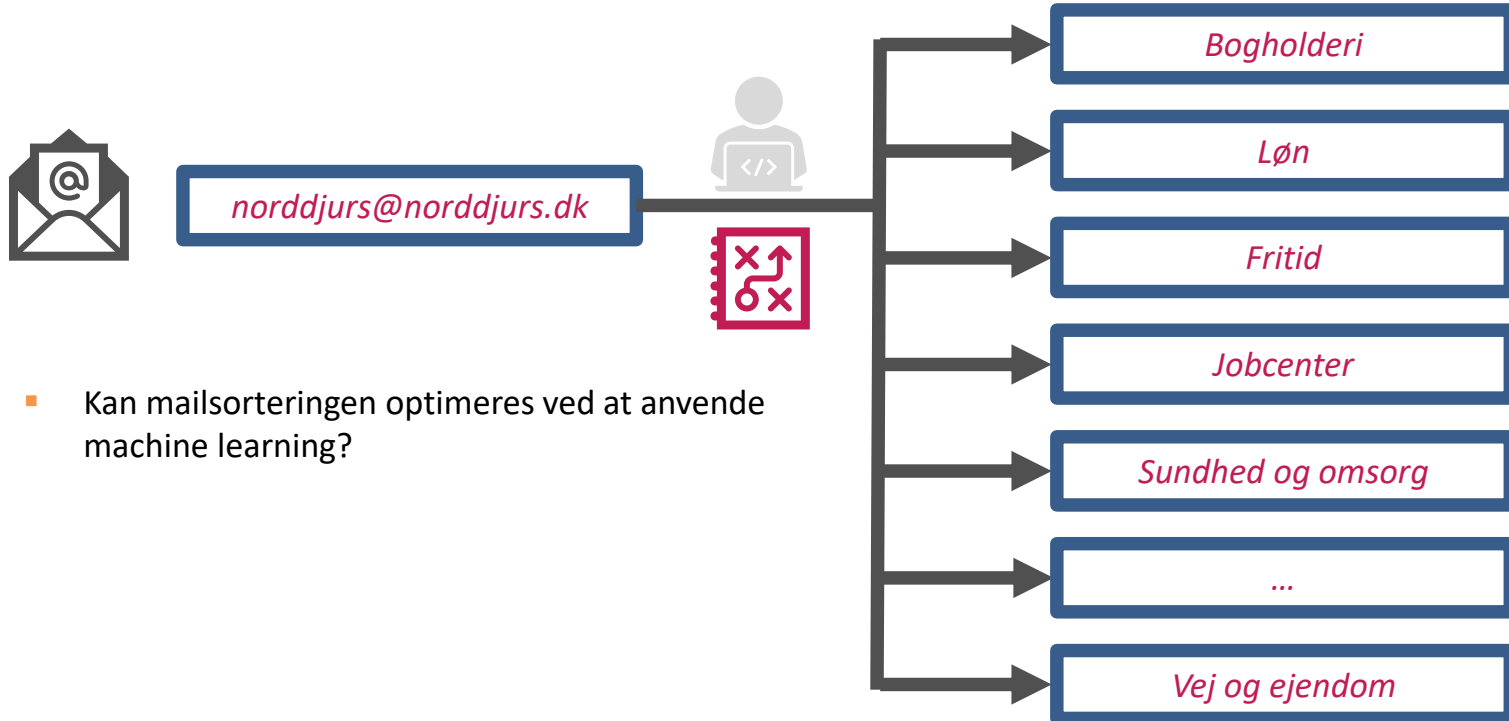 Bogholderi
Løn
norddjurs@norddjurs.dk
Fritid
Jobcenter
▪ Kan mailsorteringen optimeres ved at anvende
machine learning?
Sundhed og omsorg
...
Vej og ejendom